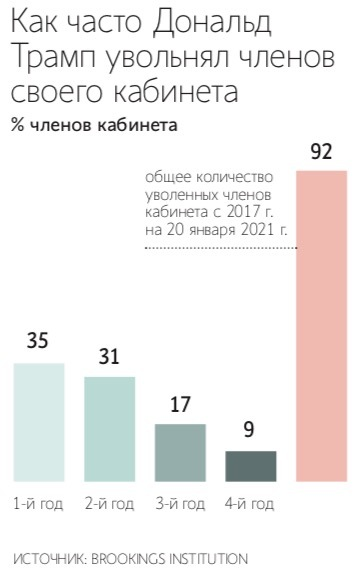 Как часто Дональд
Трамп увольнял членов
своего кабинета
% членов кабинета
92
общее количество
уволенных членов
кабинета с 2017 г.
на 20 января 2021 г.
35
31
17
9
1-й год
2-й год
3-й год
4-й год
ИСТОЧНИК: BROOKINGS INSTITUTION